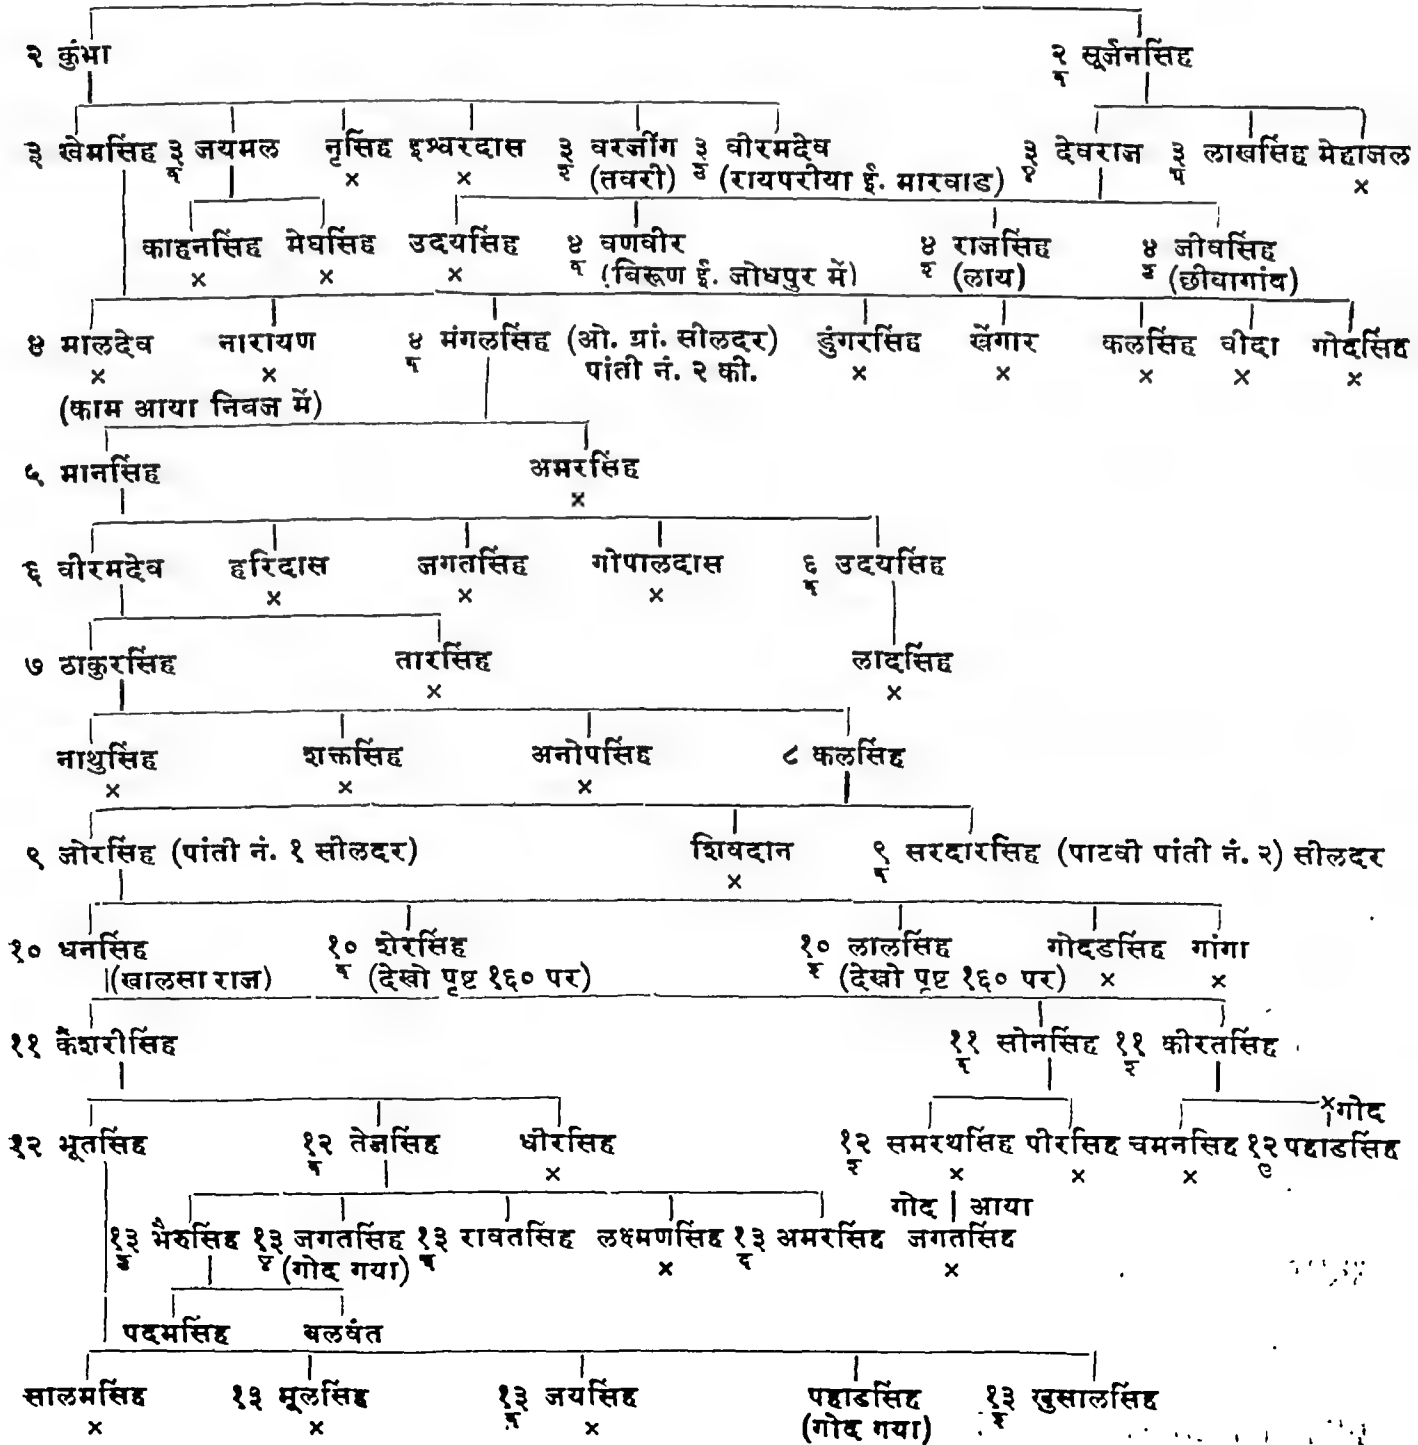 २ कुंभा २ सूर्जनसिंह
३ खेमसिंह ३ जयमल नृसिंह इश्वरदास ३ वरजींग ३ वीरमदेव ३ देवराज ३ लाखसिंह मेहाजल
× × (तवरी) (रायपरीया ई. मारवाड) ×
काहनसिंह मेघसिंह उदयसिंह ४ वणवीर ४ राजसिंह ४ जीवसिंह
× × × (बिरूण ई. जोधपुर में) (लाय) (छीवागांव)
४ मालदेव नारायण ४ मंगलसिंह (ओ. ग्रां. सीलदर) डुंगरसिंह खेंगार कलसिंह वीदा गोदसिंह
× × पांती नं. २ की. × × × × ×
(काम आया निबज में)
५ मानसिंह अमरसिंह
×
६ वीरमदेव हरिदास जगतसिंह गोपालदास ६ उदयसिंह
× × ×
७ ठाकुरसिंह तारसिंह लादसिंह
× ×
नाथुसिंह शक्तसिंह अनोपसिंह ८ कलसिंह
× × ×
९ जोरसिंह (पांती नं. १ सीलदर) शिवदान ९ सरदारसिंह (पाटवी पांती नं. २) सीलदर
×
१० धनसिंह १० शेरसिंह १० लालसिंह गोदडसिंह गांगा
(खालसा राज) (देखो पृष्ट १६० पर) (देखो पृष्ट १६० पर) × ×
११ कैशरीसिंह ११ सोनसिंह ११ कीरतसिंह
× गोद
१२ भूतसिंह १२ तेजसिंह धीरसिंह १२ समरथसिंह पीरसिंह चमनसिंह १२ पहाडसिंह
× × × ×
गोद आया
१३ भैरुसिंह १३ जगतसिंह १३ रावतसिंह लक्ष्मणसिंह १३ अमरसिंह जगतसिंह
(गोद गया) × ×
पदमसिंह बलवंत
सालमसिंह १३ मूलसिंह १३ जयसिंह पहाडसिंह १३ खुसालसिंह
× × × (गोद गया)